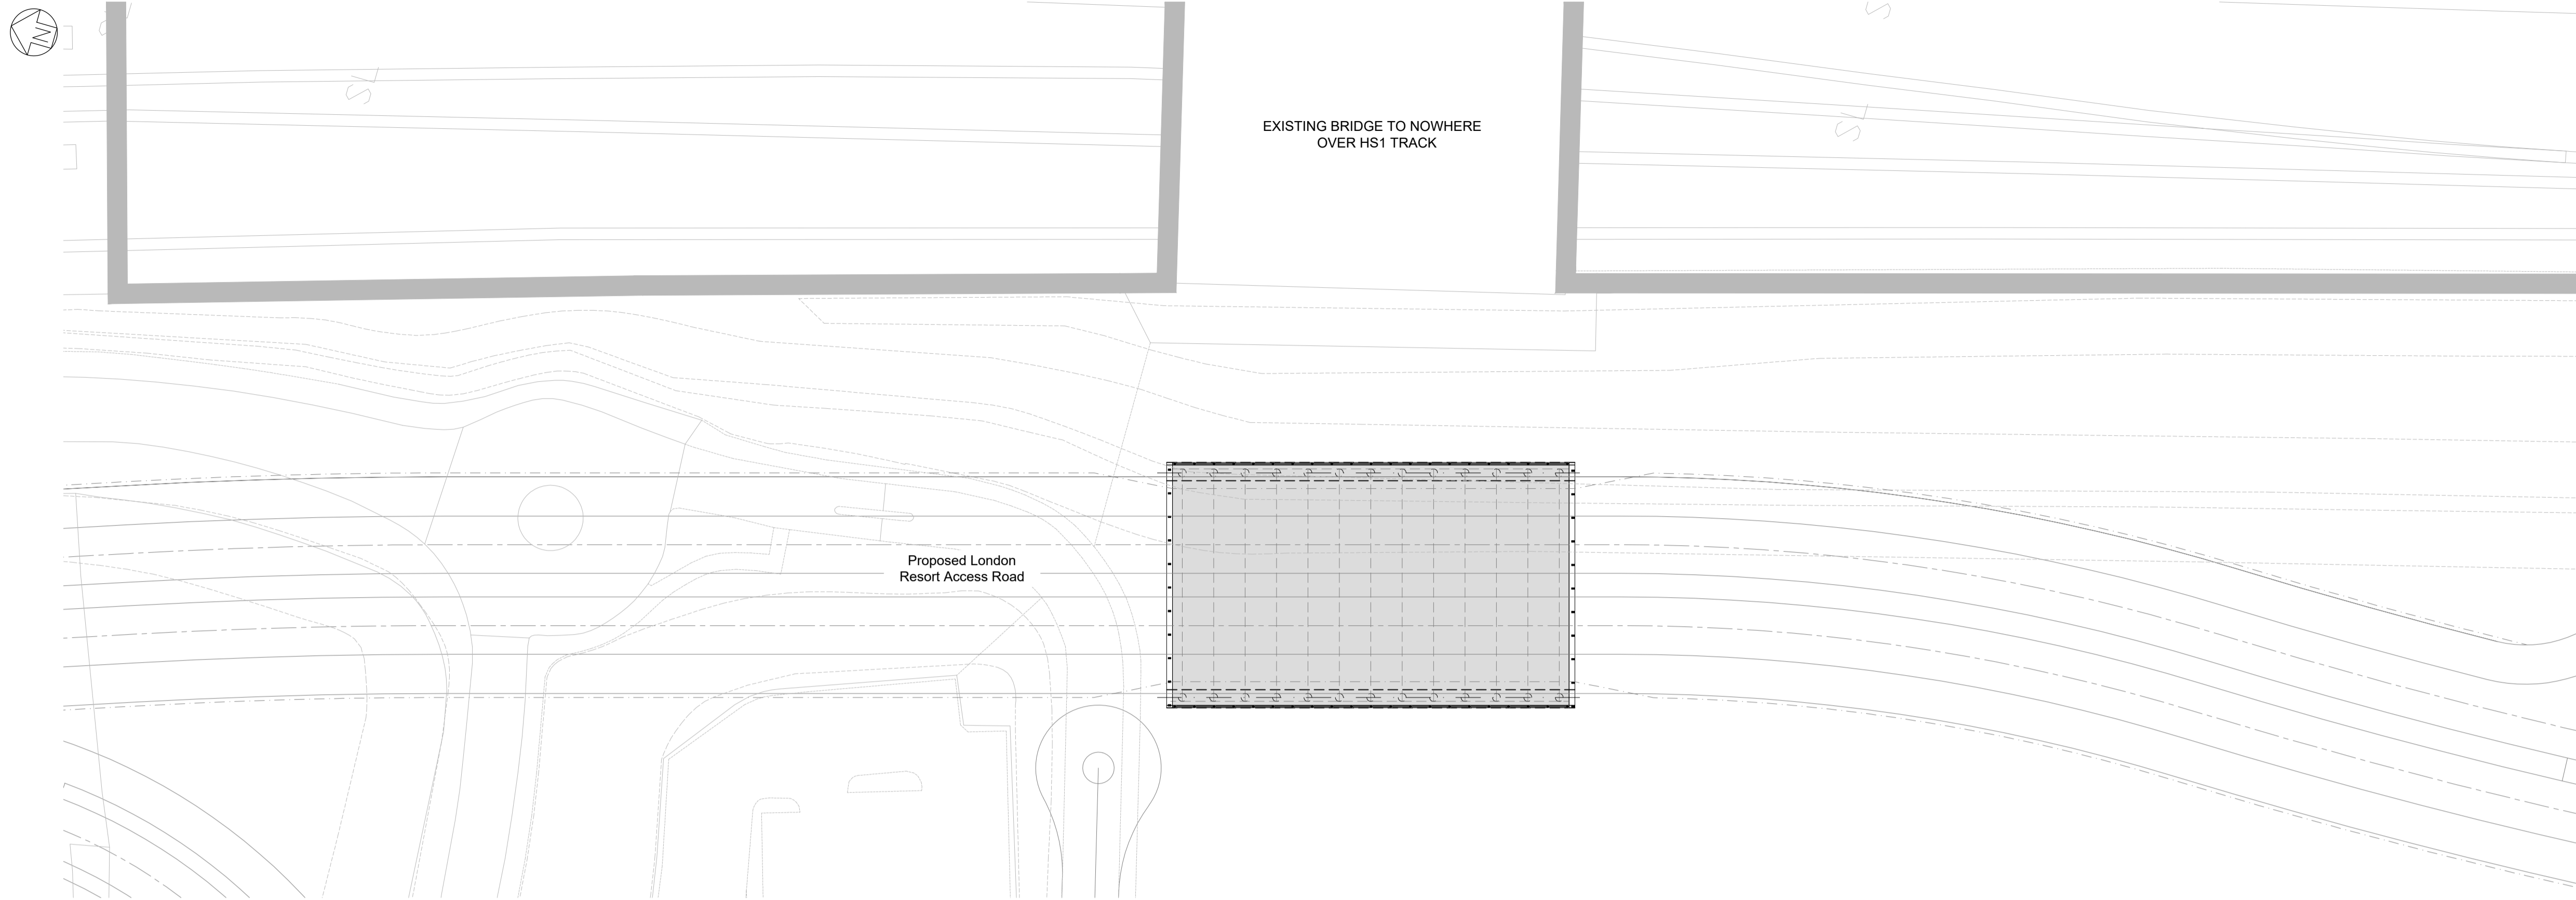 N
EXISTING BRIDGE TO NOWHERE
OVER HS1 TRACK
Proposed London
Resort Access Road